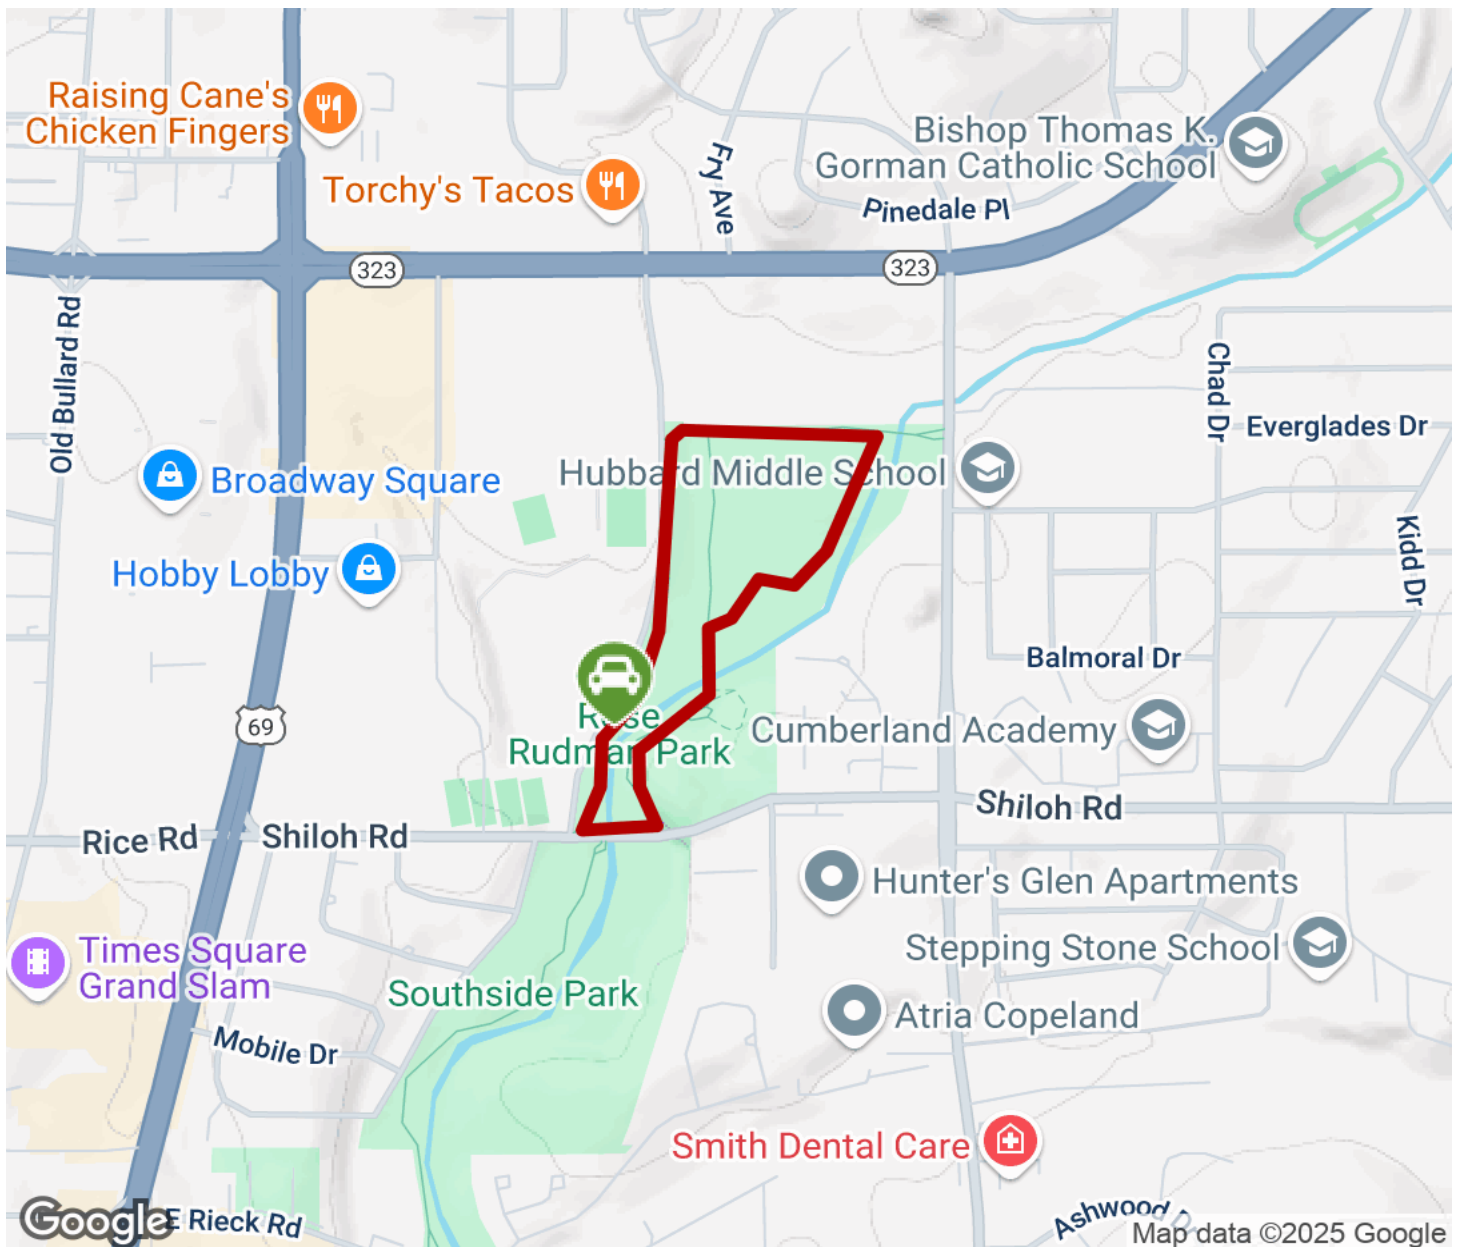 Raising Cane's
Chicken Fingers
Torchy's Tacos
Fry Ave
Bishop Thomas K.
Gorman Catholic School
Pinedale Pl
323
323
Old Bullard Rd
Chad Dr
Everglades Dr
Hubbard Middle School
Broadway Square
Kidd Dr
Hobby Lobby
Balmoral Dr
69
Rose
Rudman Park
Cumberland Academy
Shiloh Rd
Rice Rd
Shiloh Rd
Hunter's Glen Apartments
Times Square
Grand Slam
Stepping Stone School
Southside Park
Atria Copeland
Mobile Dr
Smith Dental Care
Google
E Rieck Rd
Ashwood
Map data ©2025 Google